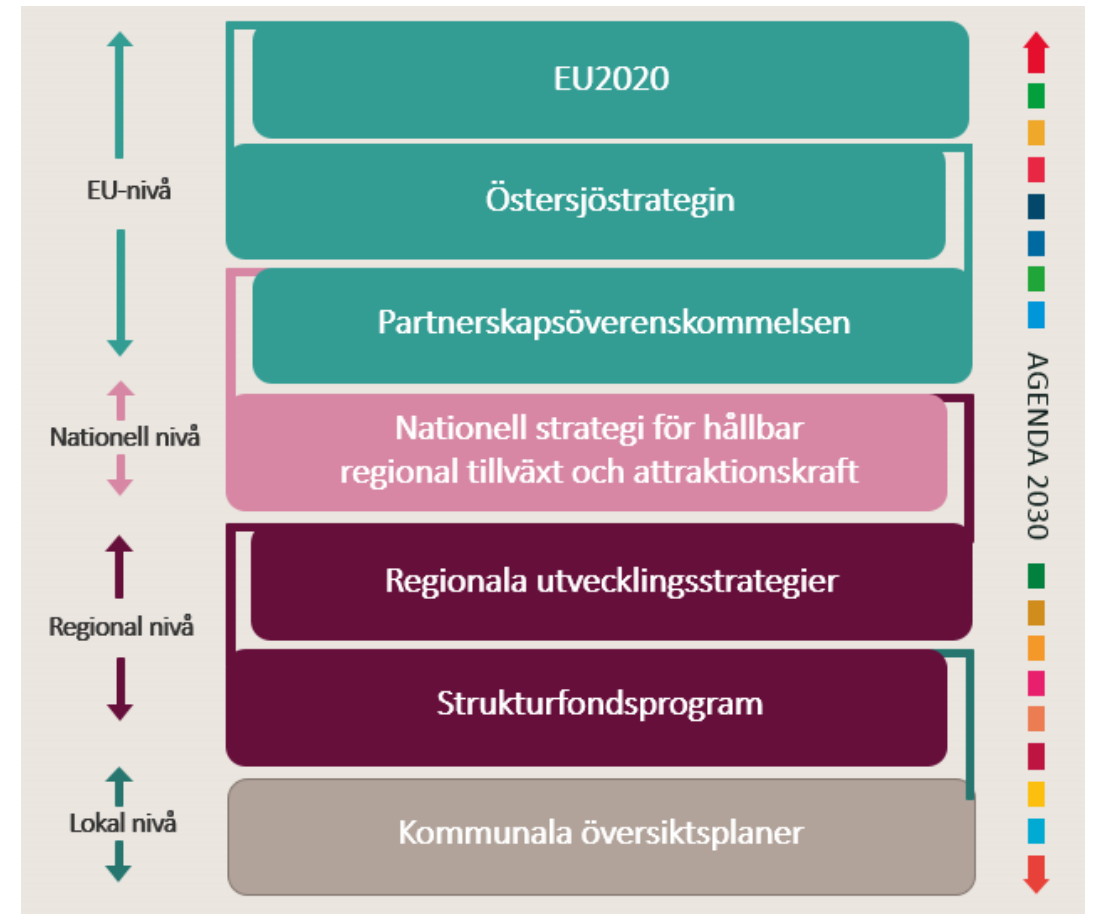 EU2020
EU-nivå
Östersjöstrategin
Partnerskapsöverenskommelsen
Nationell nivå
Nationell strategi för hållbar
regional tillväxt och attraktionskraft
AGENDA 2030
Regional nivå
Regionala utvecklingsstrategier
Strukturfondsprogram
Lokal nivå
Kommunala översiktsplaner